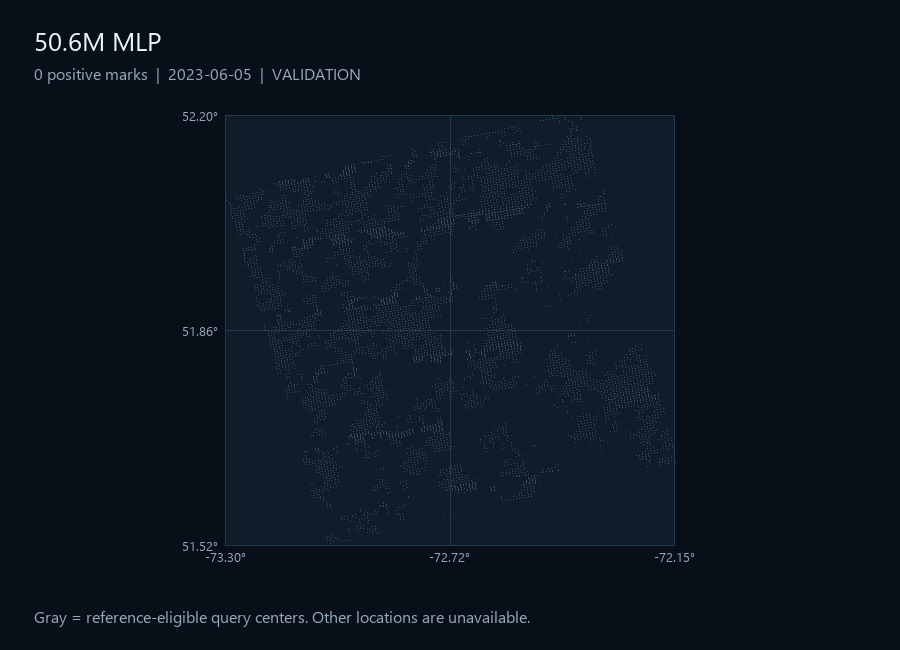 50.6M MLP
0 positive marks | 2023-06-05 | VALIDATION
52.20°
51.86°
51.52°
-73.30°
-72.72°
-72.15°
Gray = reference-eligible query centers. Other locations are unavailable.